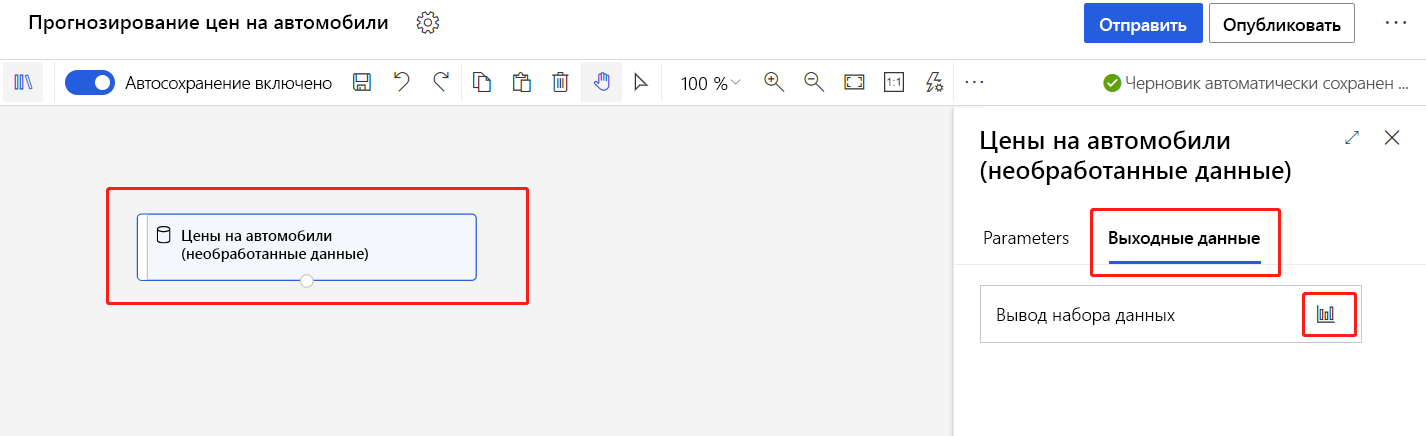 Прогнозирование цен на автомобили
Отправить
Опубликовать
Автосохранение включено
100 %
1:1
Черновик автоматически сохранен ...
Цены на автомобили
(необработанные данные)
Цены на автомобили
(необработанные данные)
Parameters
Выходные данные
Вывод набора данных